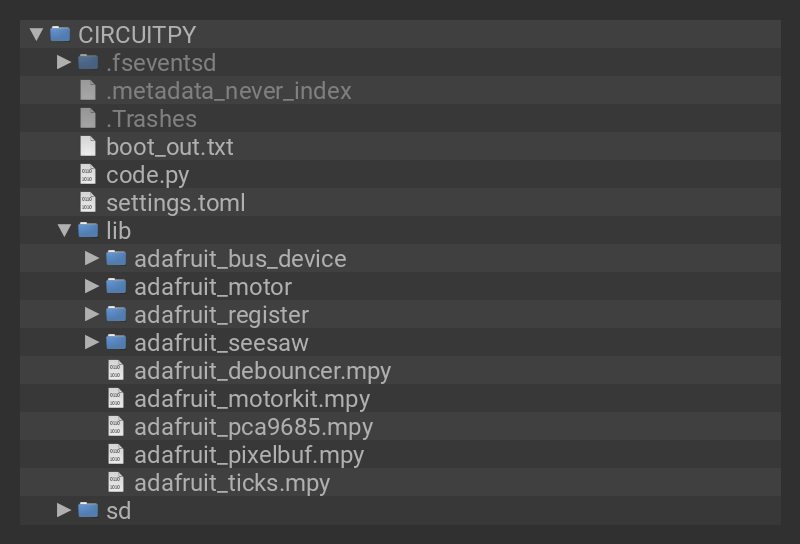 CIRCUITPY
.fseventsd
.metadata_never_index
.Trashes
boot_out.txt
code.py
settings.toml
lib
adafruit_bus_device
adafruit_motor
adafruit_register
adafruit_seesaw
adafruit_debouncer.mpy
adafruit_motorkit.mpy
adafruit_pca9685.mpy
adafruit_pixelbuf.mpy
adafruit_ticks.mpy
sd